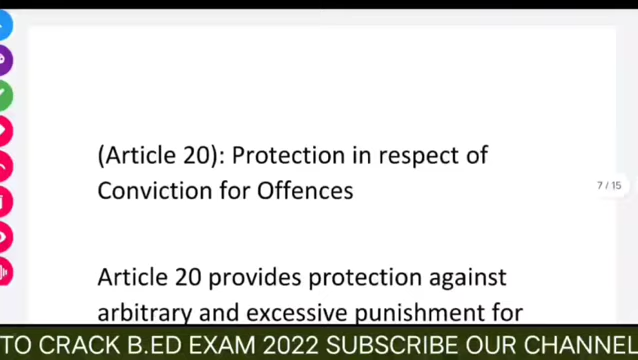 (Article 20): Protection in respect of
Conviction for Offences
7 / 15
Article 20 provides protection against
arbitrary and excessive punishment for
TO CRACK B.ED EXAM 2022 SUBSCRIBE OUR CHANNEL